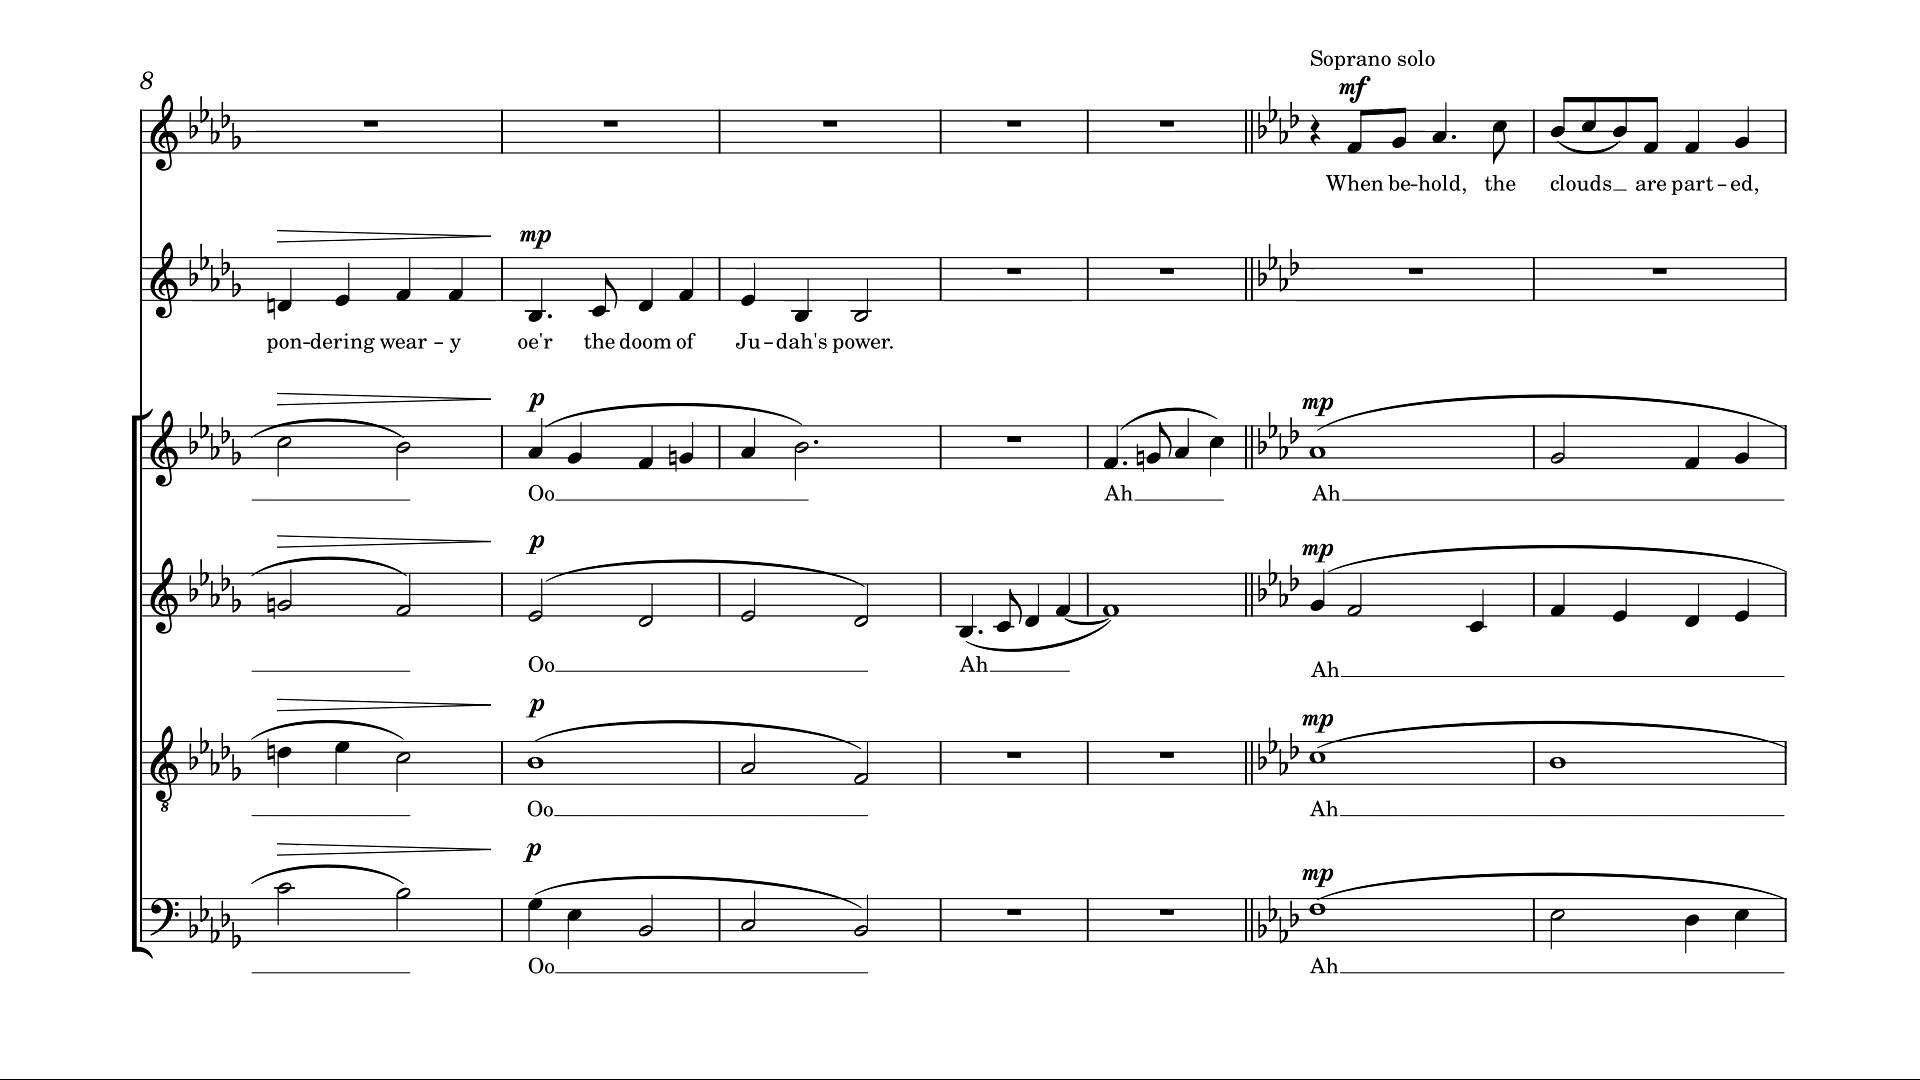 8
Soprano solo
mf
When be-hold, the clouds_ are part-ed,
mp
pon-dering wear-y oe'r the doom of Ju-dah's power.
p mp
Oo Ah Ah
p mp
Oo Ah Ah
p mp
8
Oo Ah
p mp
Oo Ah